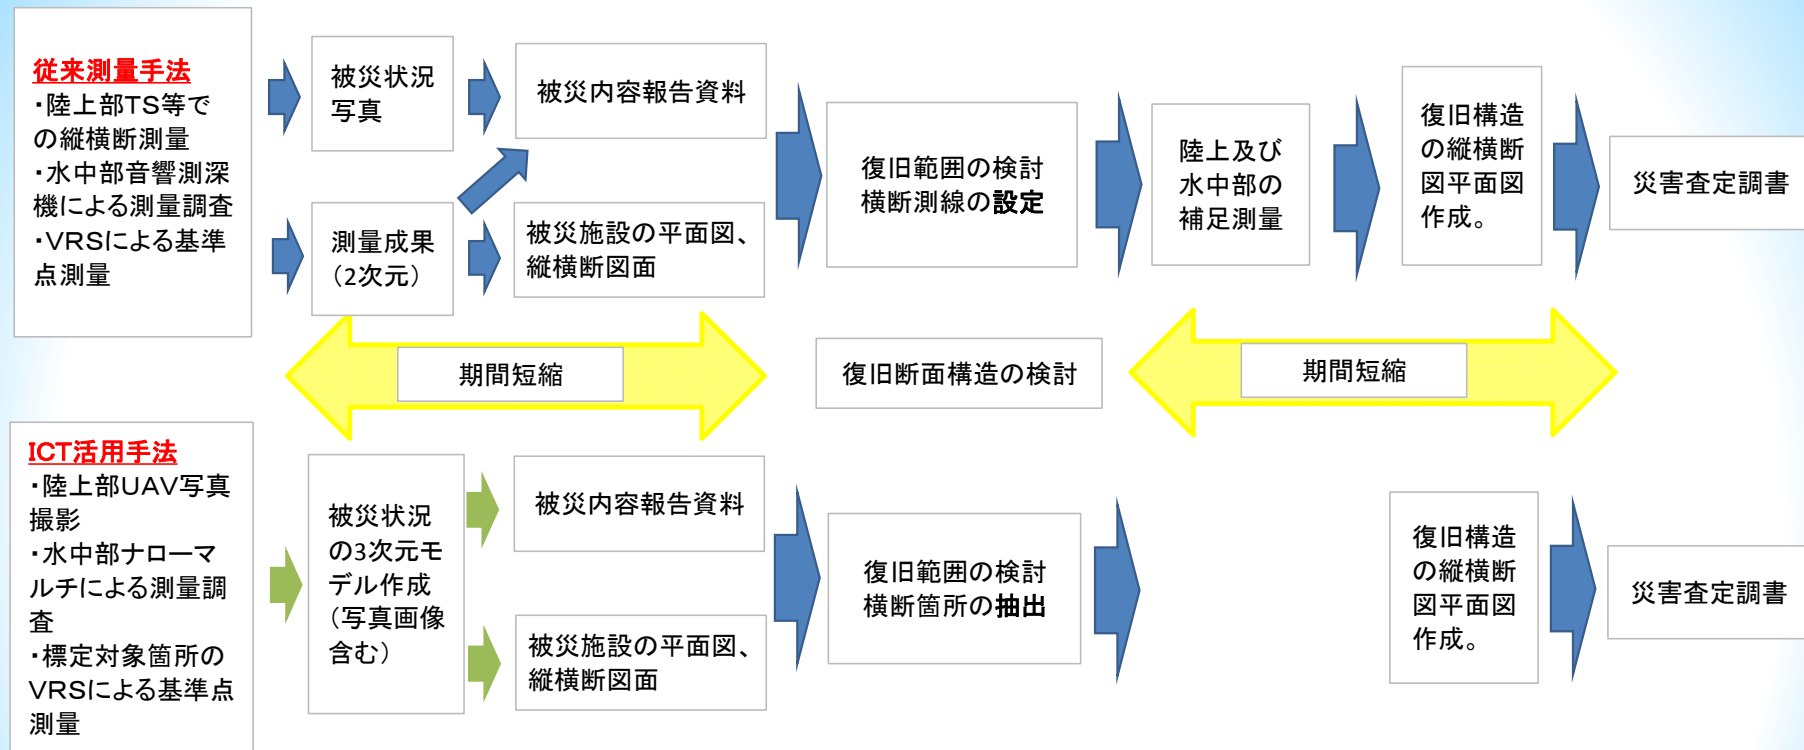 従来測量手法
・陸上部TS等で
の縦横断測量
・水中部音響測深
機による測量調査
・VRSによる基準
点測量
被災状況
写真
被災内容報告資料
測量成果
（2次元）
被災施設の平面図、
縦横断図面
復旧範囲の検討
横断測線の設定
陸上及び
水中部の
補足測量
復旧構造
の縦横断
図平面図
作成。
災害査定調書
期間短縮
復旧断面構造の検討
期間短縮
ICT活用手法
・陸上部UAV写真
撮影
・水中部ナローマ
ルチによる測量調
査
・標定対象箇所の
VRSによる基準点
測量
被災状況
の3次元モ
デル作成
（写真画像
含む）
被災内容報告資料
被災施設の平面図、
縦横断図面
復旧範囲の検討
横断箇所の抽出
復旧構造
の縦横断
図平面図
作成。
災害査定調書